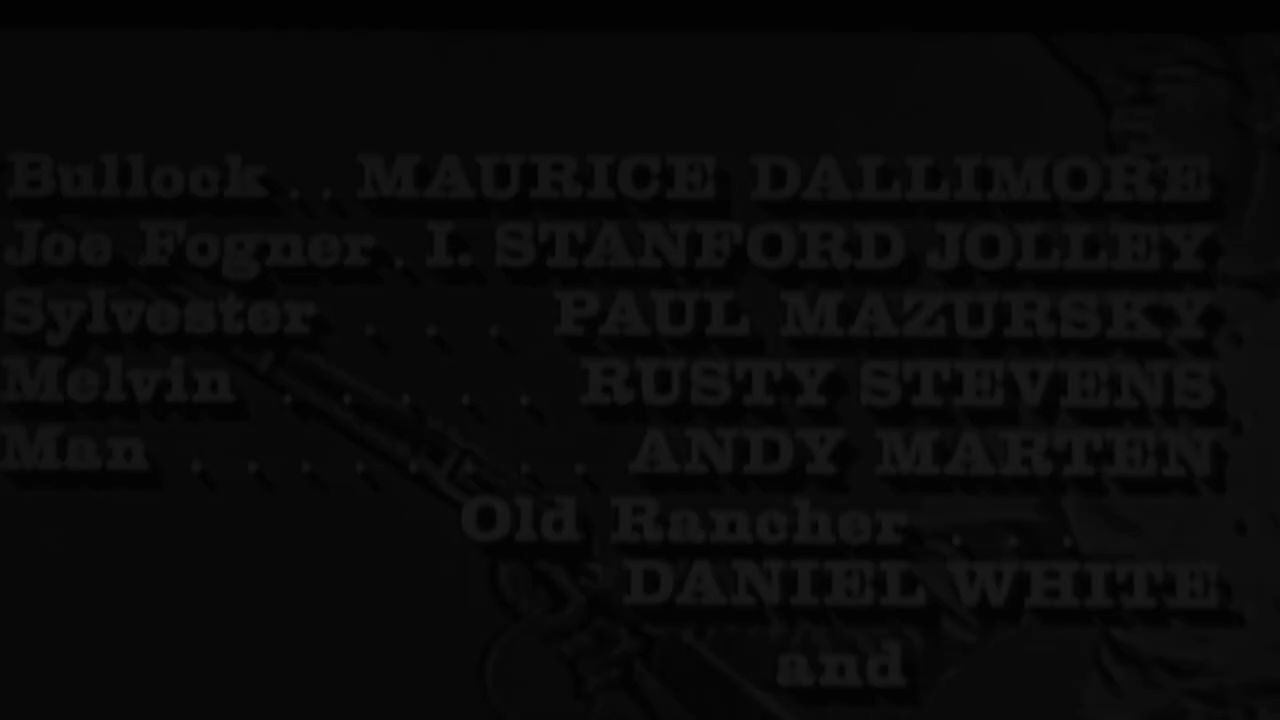 Bullock . . MAURICE DALLIMORE
Joe Fogner . I. STANFORD JOLLEY
Sylvester . . . PAUL MAZURSKY
Melvin . . . . . RUSTY STEVENS
Man . . . . . . . . ANDY MARTEN
Old Rancher . . .
DANIEL WHITE
and